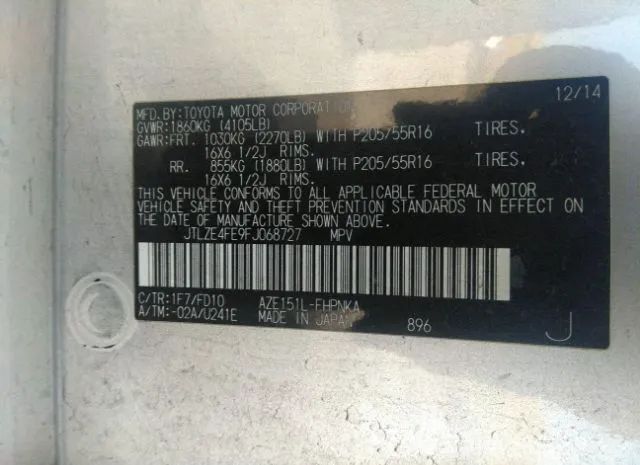 12/14
MFD.BY:TOYOTA MOTOR CORPORATION
GVWR:1860KG (4105LB)
GAWR:FRT. 1030KG (2270LB) WITH P205/55R16 TIRES.
16X6 1/2J RIMS.
RR. 855KG (1880LB) WITH P205/55R16 TIRES.
16X6 1/2J RIMS.
THIS VEHICLE CONFORMS TO ALL APPLICABLE FEDERAL MOTOR
VEHICLE SAFETY AND THEFT PREVENTION STANDARDS IN EFFECT ON
THE DATE OF MANUFACTURE SHOWN ABOVE.
JTLZE4FE9FJ068727 MPV
C/TR:1F7/FD10 AZE151L-FHPNKA
A/TM:-02A/U241E MADE IN JAPAN 896 J